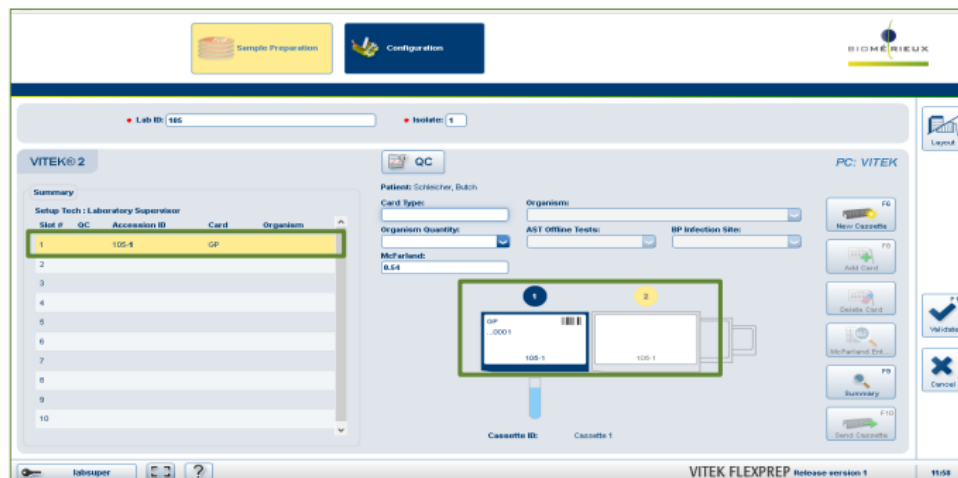 Sample Preparation
Configuration
BIOMÉRIEUX
Lab ID: 105
Isolate: 1
Layout
VITEK® 2
QC
PC: VITEK
Summary
Patient: Schleicher, Butch
Setup Tech : Laboratory Supervisor
Card Type:
Organism:
F6
New Cassette
Slot # QC Accession ID Card Organism
1 105-1 GP
2
3
4
5
6
7
8
9
10
Organism Quantity:
AST Offline Tests:
BP Infection Site:
McFarland:
0.54
Add Card
Delete Card
McFarland Ent...
F9
Summary
F10
Send Cassette
1
2
GP
...0001
105-1
105-1
Cassette ID: Cassette 1
Validate
Cancel
labsuper
?
VITEK FLEXPREP Release version 1
11:58